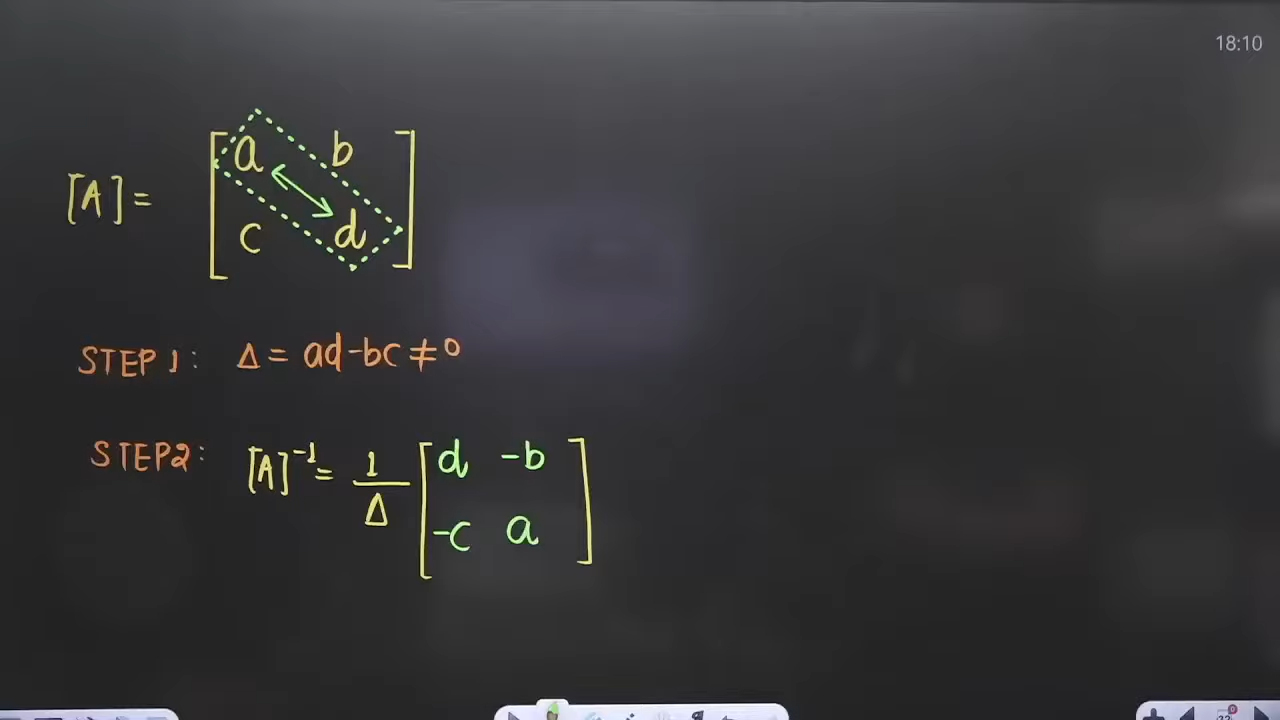 18:10
[A] = [ a b
c d ]
STEP 1: Δ = ad-bc ≠ 0
STEP2: [A]⁻¹ = 1/Δ [ d -b
-c a ]